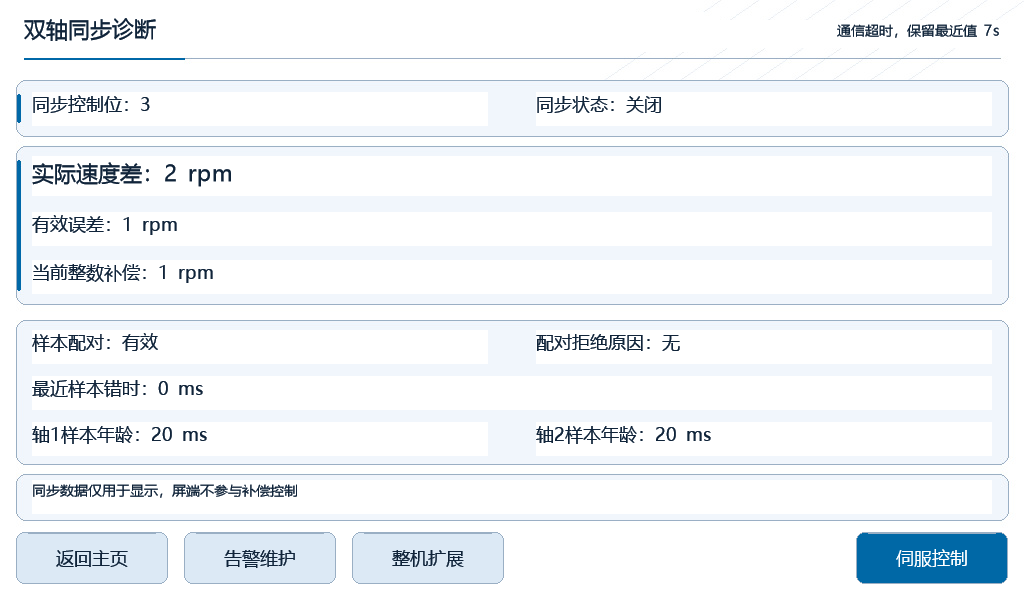 双轴同步诊断
通信超时，保留最近值 7s
同步控制位：3
同步状态：关闭
实际速度差：2 rpm
有效误差：1 rpm
当前整数补偿：1 rpm
样本配对：有效
配对拒绝原因：无
最近样本错时：0 ms
轴1样本年龄：20 ms
轴2样本年龄：20 ms
同步数据仅用于显示，屏端不参与补偿控制
返回主页
告警维护
整机扩展
伺服控制